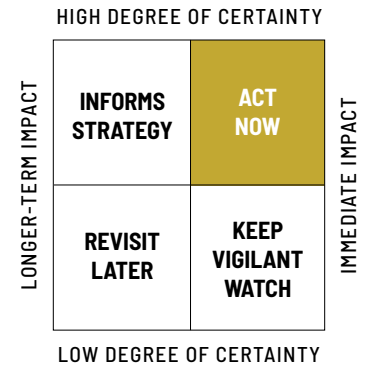 HIGH DEGREE OF CERTAINTY
LONGER-TERM IMPACT
INFORMS
STRATEGY
ACT
NOW
IMMEDIATE IMPACT
REVISIT
LATER
KEEP
VIGILANT
WATCH
LOW DEGREE OF CERTAINTY